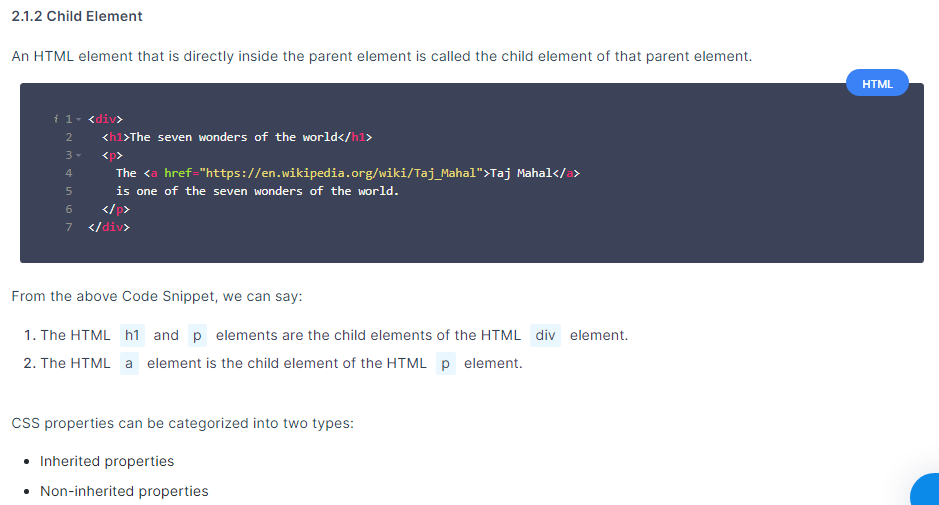 2.1.2 Child Element
An HTML element that is directly inside the parent element is called the child element of that parent element.
HTML
i 1 <div>
2 <h1>The seven wonders of the world</h1>
3 <p>
4 The <a href="https://en.wikipedia.org/wiki/Taj_Mahal">Taj Mahal</a>
5 is one of the seven wonders of the world.
6 </p>
7 </div>
From the above Code Snippet, we can say:
1. The HTML h1 and p elements are the child elements of the HTML div element.
2. The HTML a element is the child element of the HTML p element.
CSS properties can be categorized into two types:
• Inherited properties
• Non-inherited properties